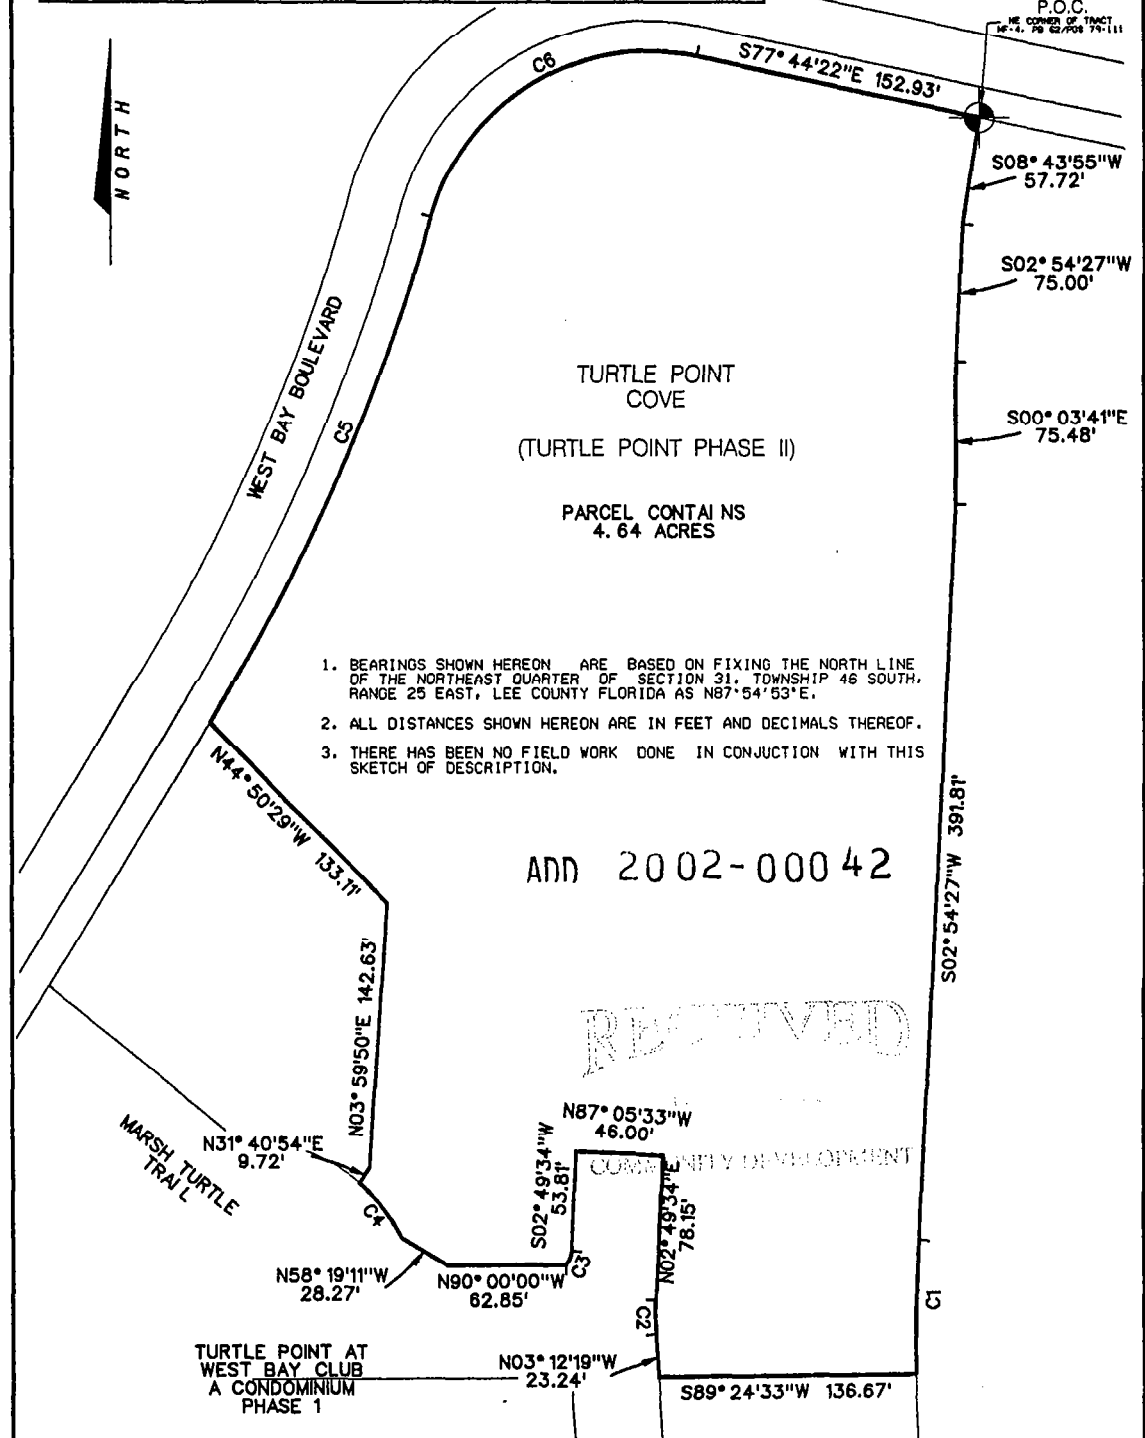 P.O.C.
NE CORNER OF TRACT
S77°44'22"E 152.93'
C6
NORTH
S08°43'55"W
57.72'
S02°54'27"W
75.00'
WEST BAY BOULEVARD
C5
TURTLE POINT
COVE
(TURTLE POINT PHASE II)
S00°03'41"E
75.48'
PARCEL CONTAINS
4.64 ACRES
1. BEARINGS SHOWN HEREON ARE BASED ON FIXING THE NORTH LINE
OF THE NORTHEAST QUARTER OF SECTION 31, TOWNSHIP 46 SOUTH,
RANGE 25 EAST, LEE COUNTY FLORIDA AS N87°54'53"E.
2. ALL DISTANCES SHOWN HEREON ARE IN FEET AND DECIMALS THEREOF.
3. THERE HAS BEEN NO FIELD WORK DONE IN CONJUCTION WITH THIS
SKETCH OF DESCRIPTION.
N44°50'29"W 133.11'
S02°54'27"W 391.81'
ADD 2002-00042
N03°59'50"E 142.63'
RECEIVED
N87°05'33"W
46.00'
COMMUNITY DEVELOPMENT
MARSH TURTLE
TRAIL
N31°40'54"E
9.72'
S02°49'34"W
53.81'
N02°49'34"E
78.15'
C4
C3
N58°19'11"W
28.27'
N90°00'00"W
62.85'
C2
C1
TURTLE POINT AT
WEST BAY CLUB
A CONDOMINIUM
PHASE 1
N03°12'19"W
23.24'
S89°24'33"W 136.67'